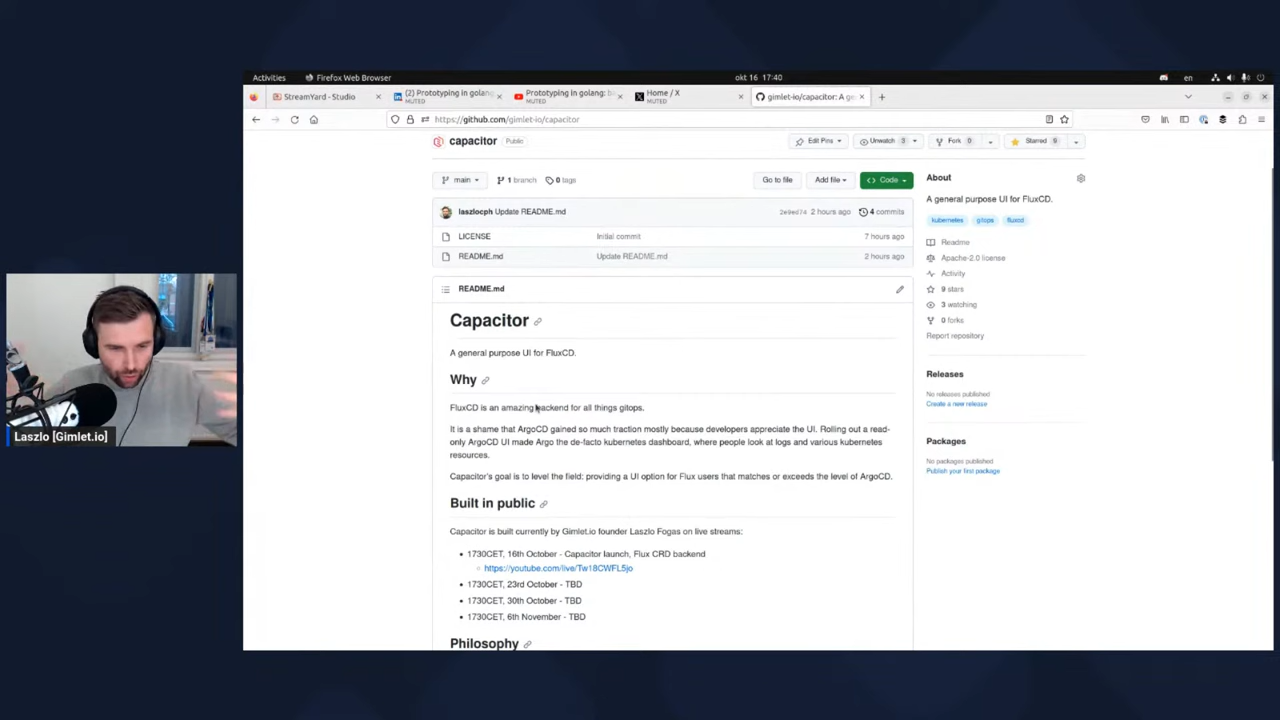 Activities
Firefox Web Browser
okt 16 17:40
en
StreamYard - Studio
(2) Prototyping in golang
MUTED
Prototyping in golang: b
MUTED
Home / X
MUTED
gimlet-io/capacitor: A ge
https://github.com/gimlet-io/capacitor
capacitor
Public
Edit Pins
Unwatch 3
Fork 0
Starred 9
main
1 branch
0 tags
Go to file
Add file
Code
laszlocph Update README.md
2e9ed74 2 hours ago
4 commits
LICENSE
Initial commit
7 hours ago
README.md
Update README.md
2 hours ago
README.md
Capacitor
A general purpose UI for FluxCD.
Why
FluxCD is an amazing backend for all things gitops.
It is a shame that ArgoCD gained so much traction mostly because developers appreciate the UI. Rolling out a read-
only ArgoCD UI made Argo the de-facto kubernetes dashboard, where people look at logs and various kubernetes
resources.
Capacitor's goal is to level the field: providing a UI option for Flux users that matches or exceeds the level of ArgoCD.
Built in public
Capacitor is built currently by Gimlet.io founder Laszlo Fogas on live streams:
1730CET, 16th October - Capacitor launch, Flux CRD backend
https://youtube.com/live/Tw18CWFL5jo
1730CET, 23rd October - TBD
1730CET, 30th October - TBD
1730CET, 6th November - TBD
Philosophy
About
A general purpose UI for FluxCD.
kubernetes gitops fluxcd
Readme
Apache-2.0 license
Activity
9 stars
3 watching
0 forks
Report repository
Releases
No releases published
Create a new release
Packages
No packages published
Publish your first package
Laszlo [Gimlet.io]